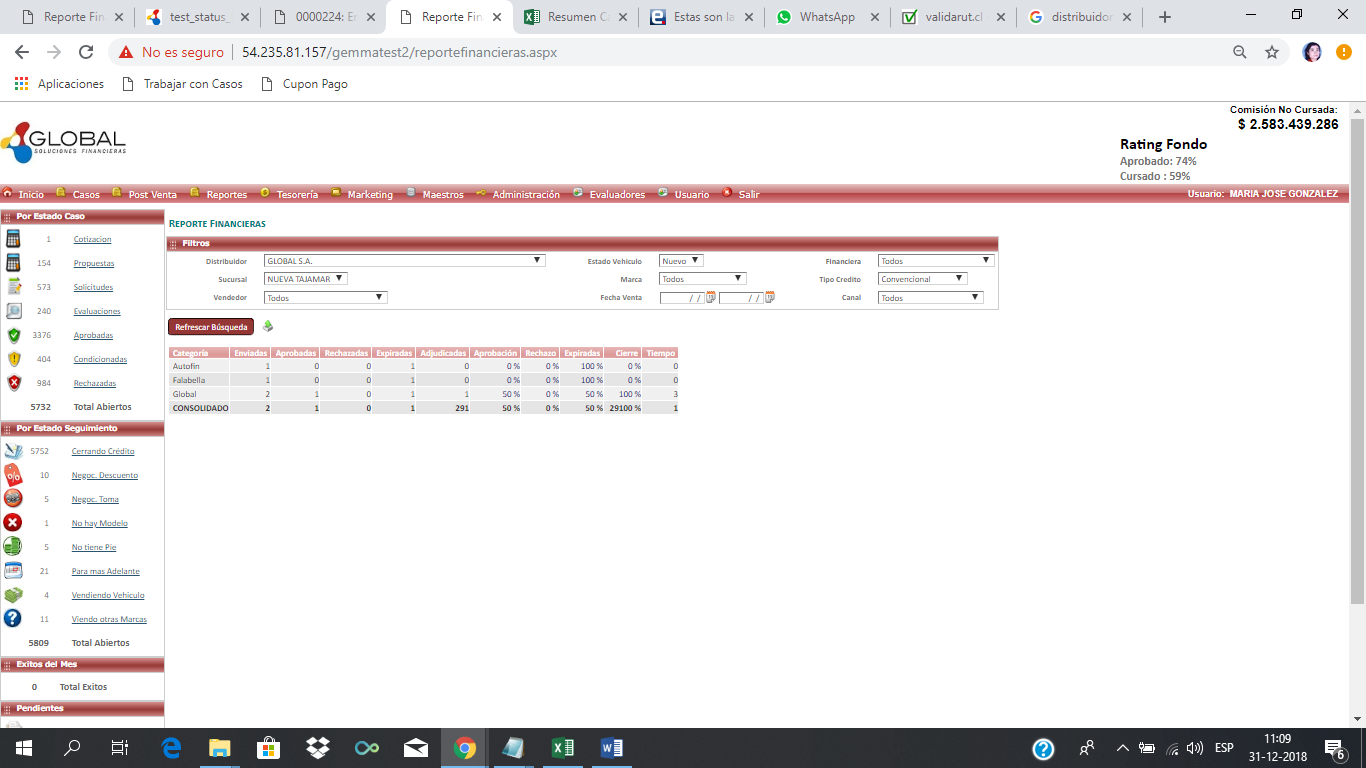 Reporte Fin
test_status_
0000224: Er
Reporte Fin
Resumen C
Estas son la
WhatsApp
validarut.cl
distribuidor
No es seguro
54.235.81.157/gemmatest2/reportefinancieras.aspx
Aplicaciones Trabajar con Casos Cupon Pago
Comisión No Cursada:
$ 2.583.439.286
GLOBAL
SOLUCIONES FINANCIERAS
Rating Fondo
Aprobado: 74%
Cursado : 59%
Inicio Casos Post Venta Reportes Tesorería Marketing Maestros Administración Evaluadores Usuario Salir Usuario: MARIA JOSE GONZALEZ
Por Estado Caso
1 Cotizacion
154 Propuestas
573 Solicitudes
240 Evaluaciones
3376 Aprobadas
404 Condicionadas
984 Rechazadas
5732 Total Abiertos
Por Estado Seguimiento
5752 Cerrando Crédito
10 Negoc. Descuento
5 Negoc. Toma
1 No hay Modelo
5 No tiene Pie
21 Para mas Adelante
4 Vendiendo Vehículo
11 Viendo otras Marcas
5809 Total Abiertos
Exitos del Mes
0 Total Exitos
Pendientes
REPORTE FINANCIERAS
Filtros
Distribuidor GLOBAL S.A. Estado Vehiculo Nuevo Financiera Todos
Sucursal NUEVA TAJAMAR Marca Todos Tipo Credito Convencional
Vendedor Todos Fecha Venta / / / / Canal Todos
Refrescar Búsqueda
Categoría Enviadas Aprobadas Rechazadas Expiradas Adjudicadas Aprobación Rechazo Expiradas Cierre Tiempo
Autofin 1 0 0 1 0 0 % 0 % 100 % 0 % 0
Falabella 1 0 0 1 0 0 % 0 % 100 % 0 % 0
Global 2 1 0 1 1 50 % 0 % 50 % 100 % 3
CONSOLIDADO 2 1 0 1 291 50 % 0 % 50 % 29100 % 1
ESP
11:09
31-12-2018
6